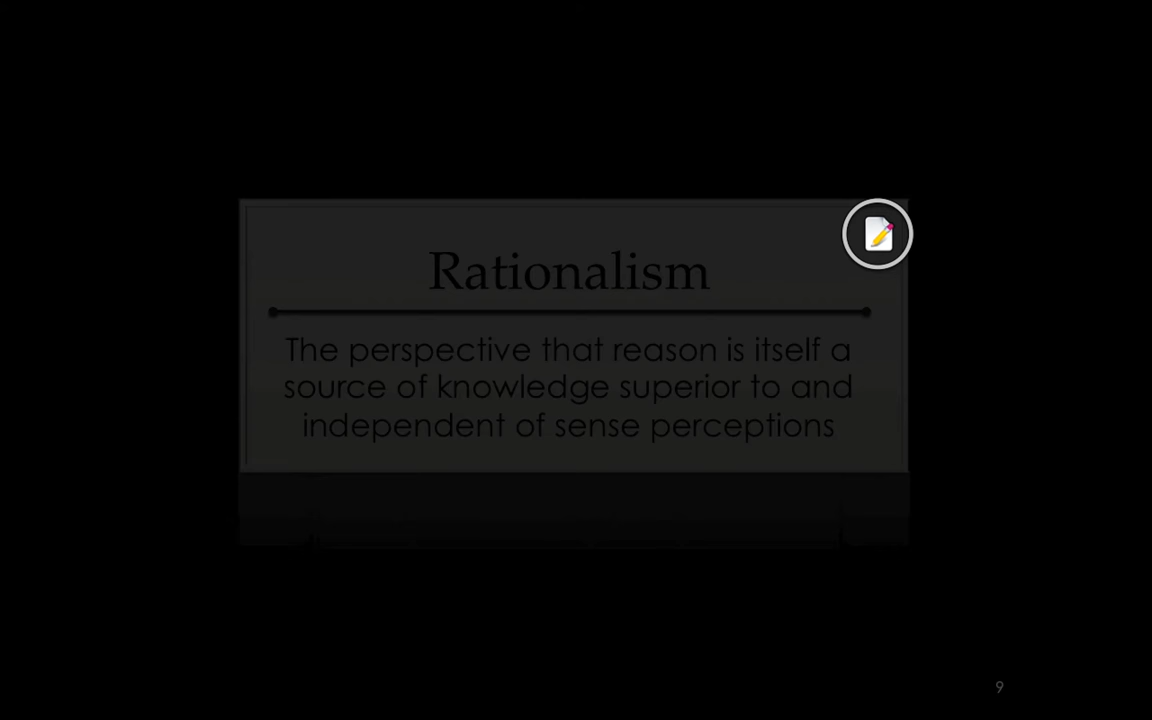 Rationalism
The perspective that reason is itself a
source of knowledge superior to and
independent of sense perceptions
9